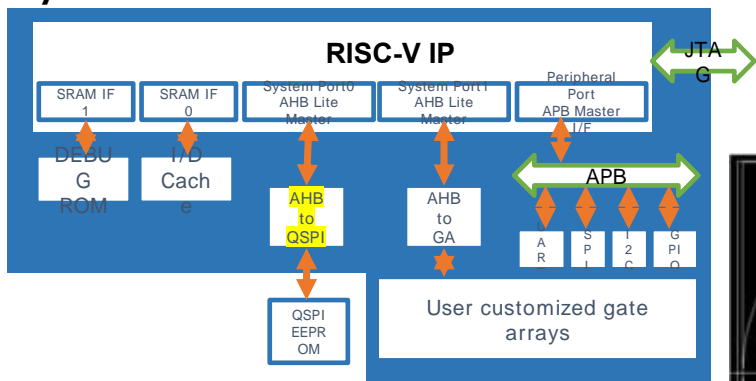 RISC-V IP
JTA
G
SRAM IF
1
SRAM IF
0
System Port0
AHB Lite
Master
System Port1
AHB Lite
Master
Peripheral
Port
APB Master
I/F
DEBU
G
ROM
I/D
Cach
e
AHB
to
QSPI
AHB
to
GA
APB
UAR
S
P
I
I
2
C
G
PIO
QSPI
EEPR
OM
User customized gate
arrays